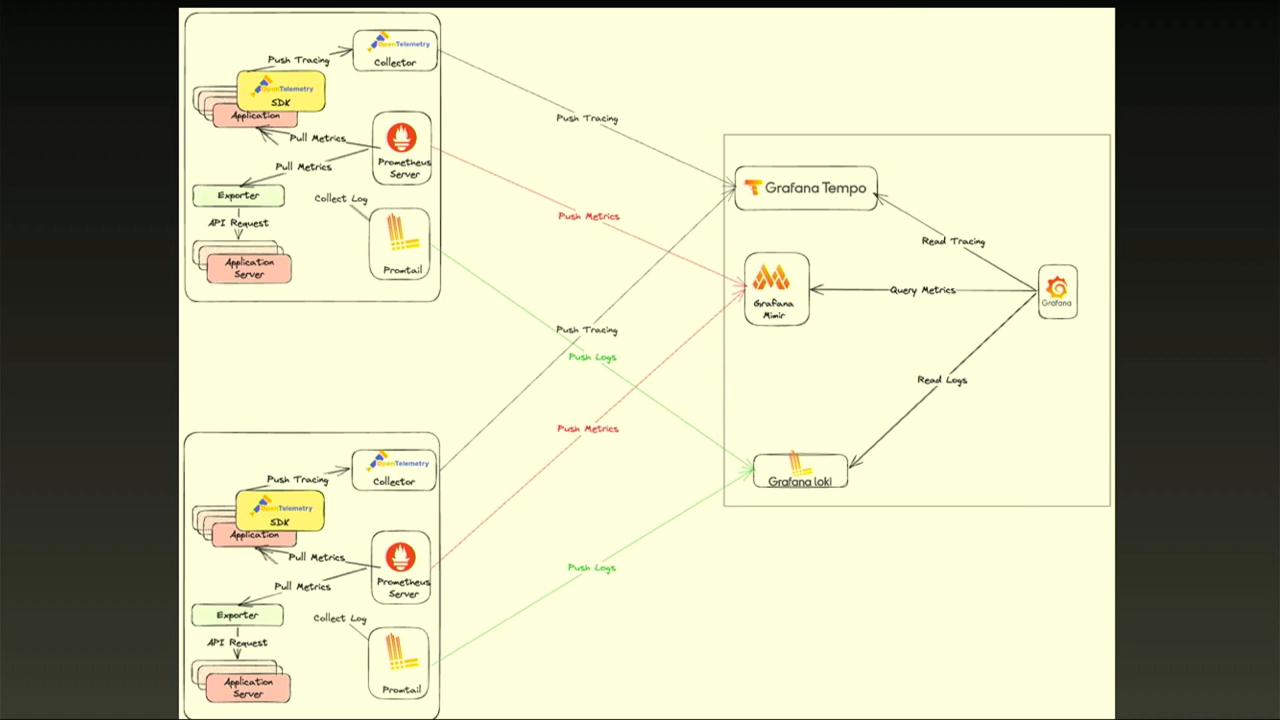 OpenTelemetry
Collector
Push Tracing
OpenTelemetry
SDK
Application
Pull Metrics
Prometheus
Server
Pull Metrics
Exporter
Collect Log
API Request
Application
Server
Promtail
Push Tracing
Push Metrics
Grafana Tempo
Read Tracing
Grafana
Mimir
Query Metrics
Grafana
Push Tracing
Push Logs
Read Logs
Push Metrics
Grafana loki
OpenTelemetry
Collector
Push Tracing
OpenTelemetry
SDK
Application
Pull Metrics
Prometheus
Server
Pull Metrics
Exporter
Collect Log
API Request
Application
Server
Promtail
Push Logs